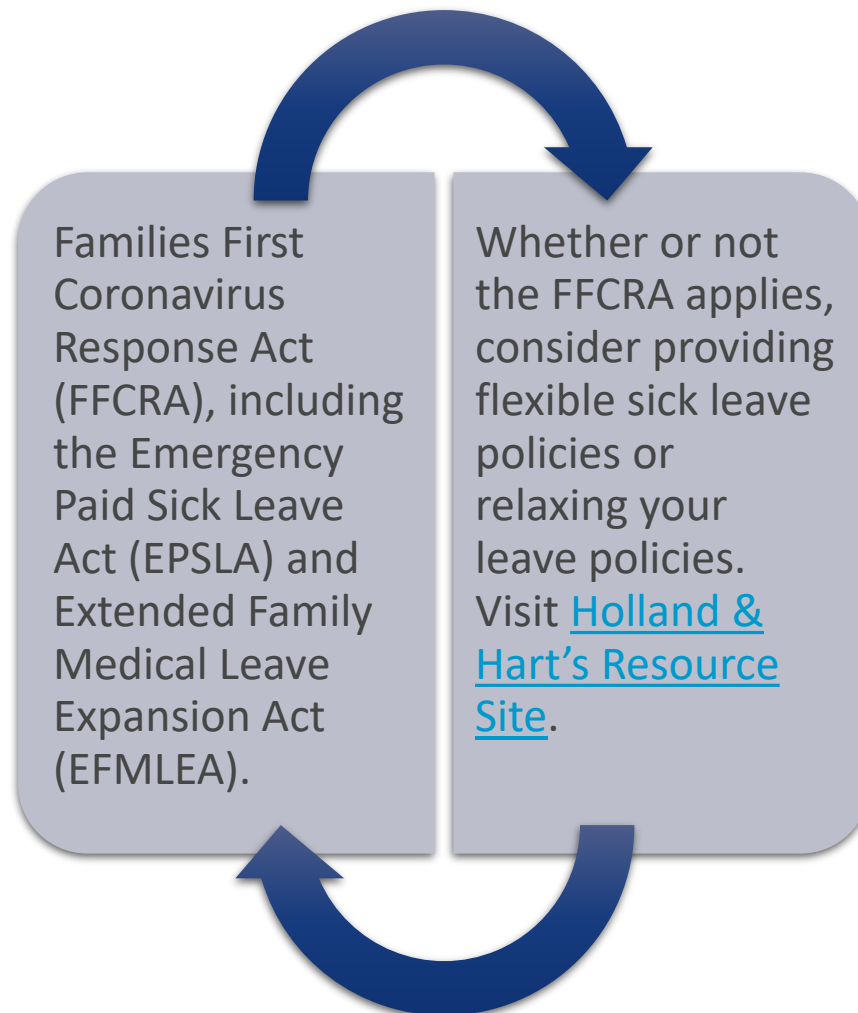 Families First
Coronavirus
Response Act
(FFCRA), including
the Emergency
Paid Sick Leave
Act (EPSLA) and
Extended Family
Medical Leave
Expansion Act
(EFMLEA).
Whether or not
the FFCRA applies,
consider providing
flexible sick leave
policies or
relaxing your
leave policies.
Visit Holland &
Hart’s Resource
Site.